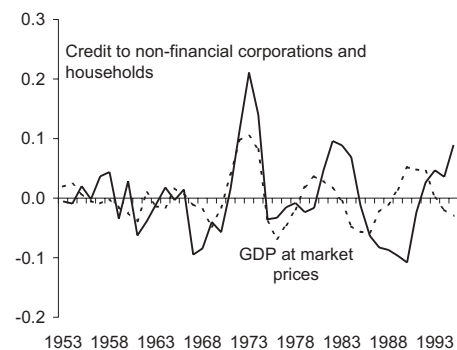 0.3
Credit to non-financial corporations and
households
0.2
0.1
0.0
-0.1
GDP at market
prices
-0.2
1953 1958 1963 1968 1973 1978 1983 1988 1993